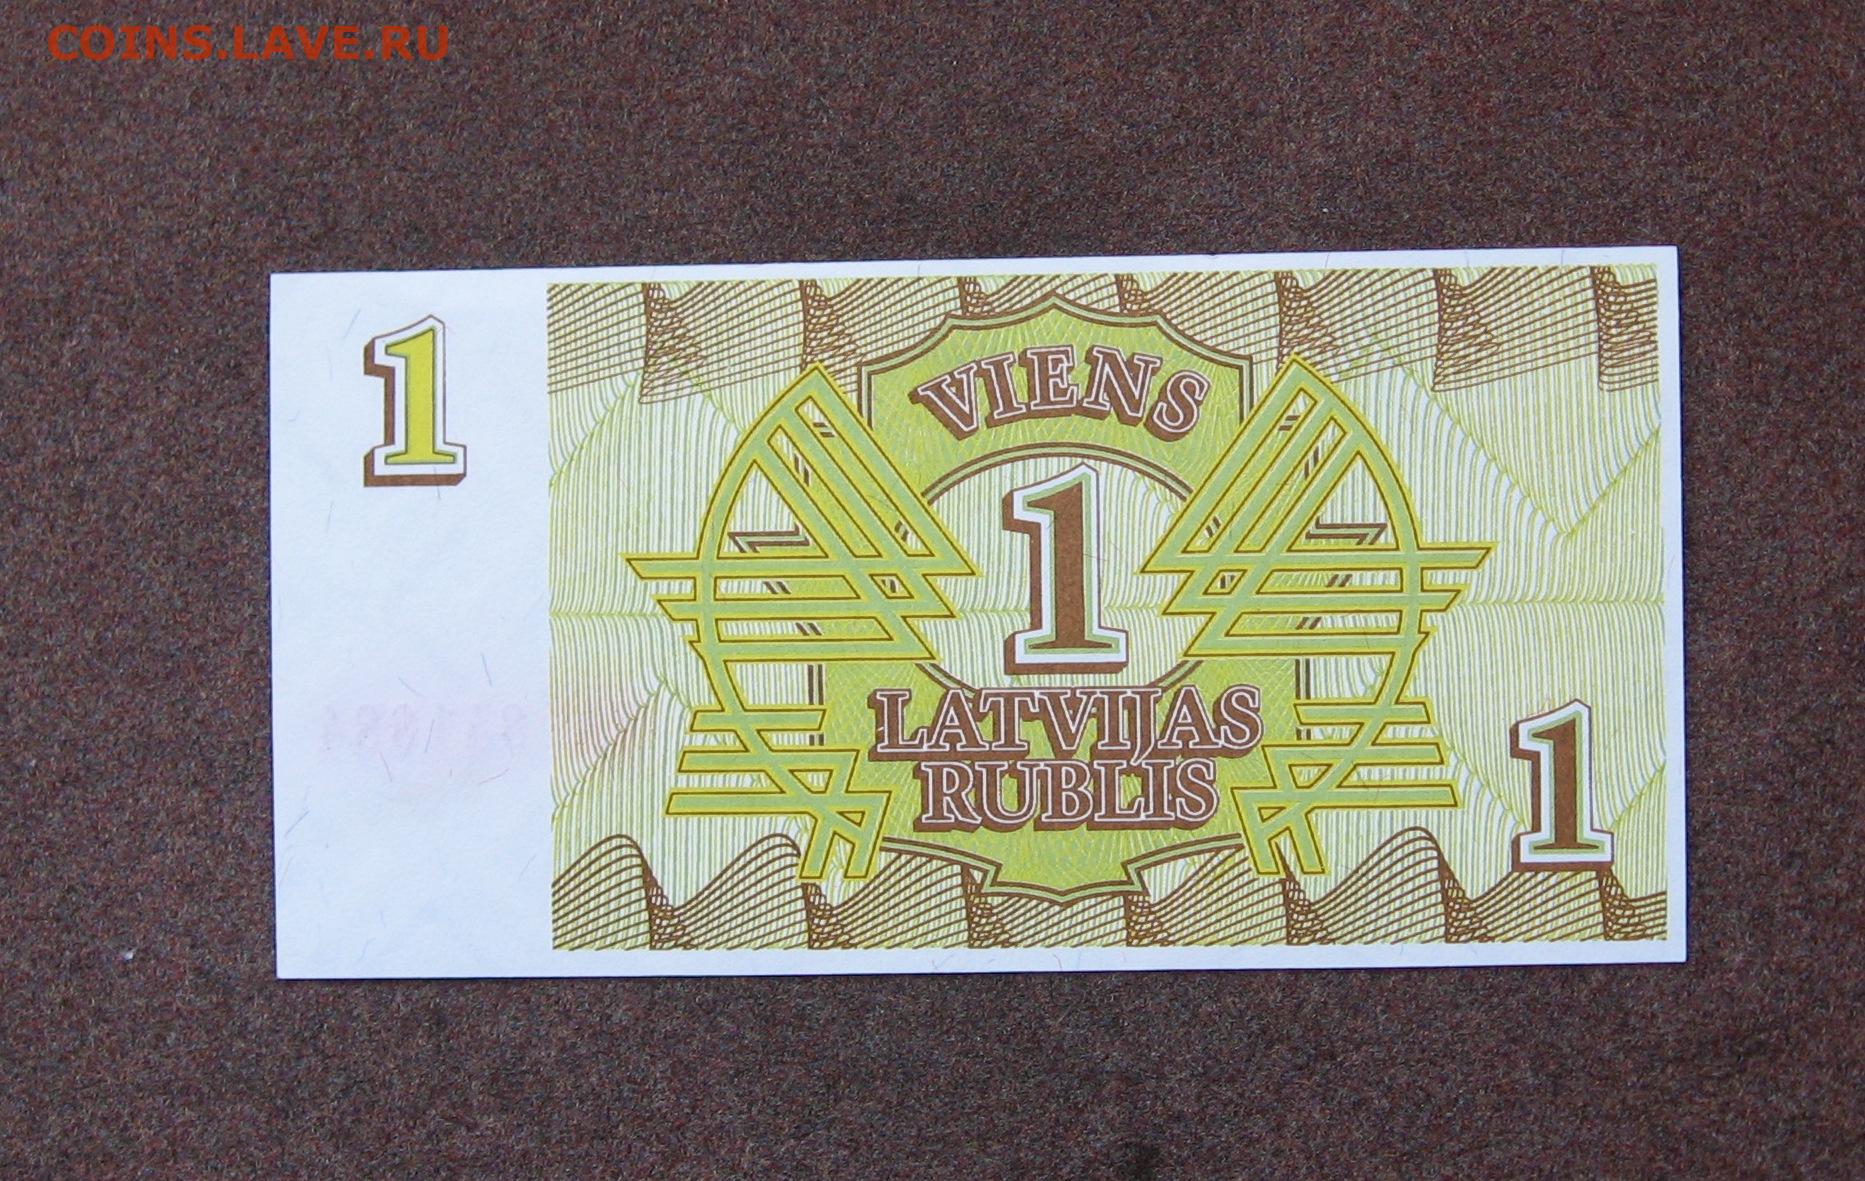 COINS.LAVE.RU
1
VIENS
1
LATVIJAS
RUBLIS
1